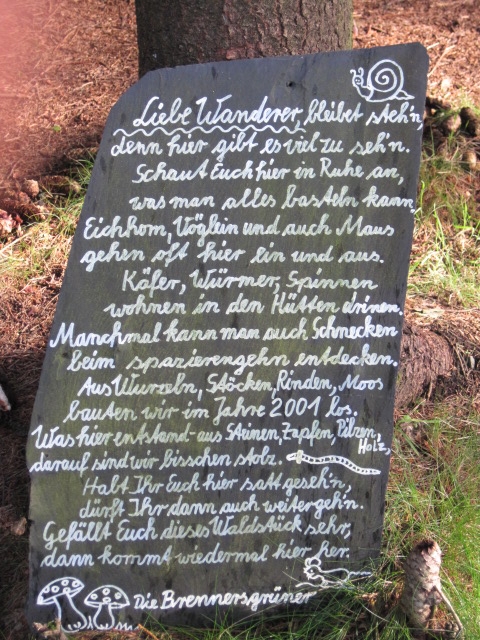 Liebe Wanderer, bleibet steh'n,
denn hier gibt es viel zu seh'n.
Schaut Euch hier in Ruhe an,
was man alles basteln kann,
Eichhorn, Vöglein und auch Maus
gehen oft hier ein und aus.
Käfer, Würmer, Spinnen
wohnen in den Hütten drinnen.
Manchmal kann man auch Schnecken
beim spazierengehn entdecken.
Aus Wurzeln, Stöcken, Rinden, Moos
bauten wir im Jahre 2001 los.
Was hier entstand - aus Steinen, Zapfen, Pilzen, Holz,
darauf sind wir bisschen stolz.
Habt Ihr Euch hier satt geseh'n,
dürft Ihr dann auch weitergeh'n.
Gefällt Euch dieses Waldstück sehr,
dann kommt wiedermal hier her.
Die Brennersgrüner